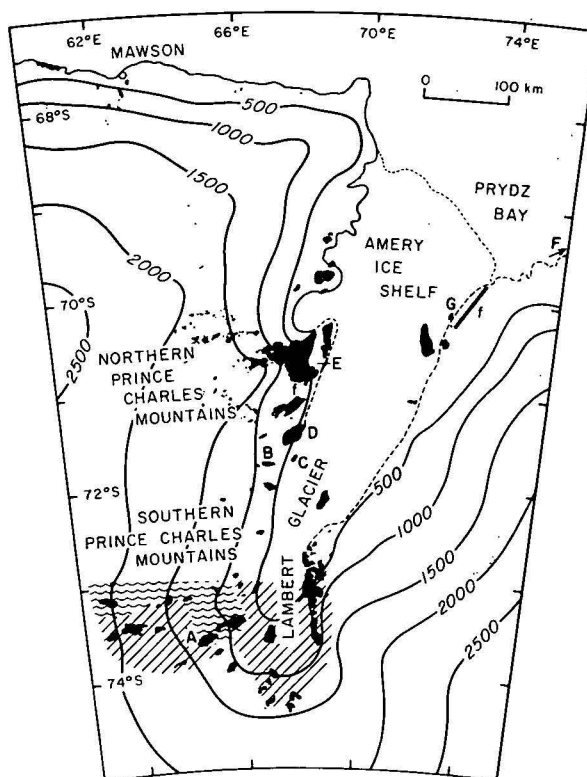 62°E 66°E 70°E 74°E
MAWSON
0 100 km
500
68°S
1000
1500
PRYDZ
BAY
F
AMERY
ICE
SHELF
2000
G
f
70°S
2500
NORTHERN
PRINCE
CHARLES
MOUNTAINS
E
f
D
B
C
500
GLACIER
72°S
1000
SOUTHERN
PRINCE CHARLES
MOUNTAINS
LAMBERT
1500
2000
A
2500
74°S